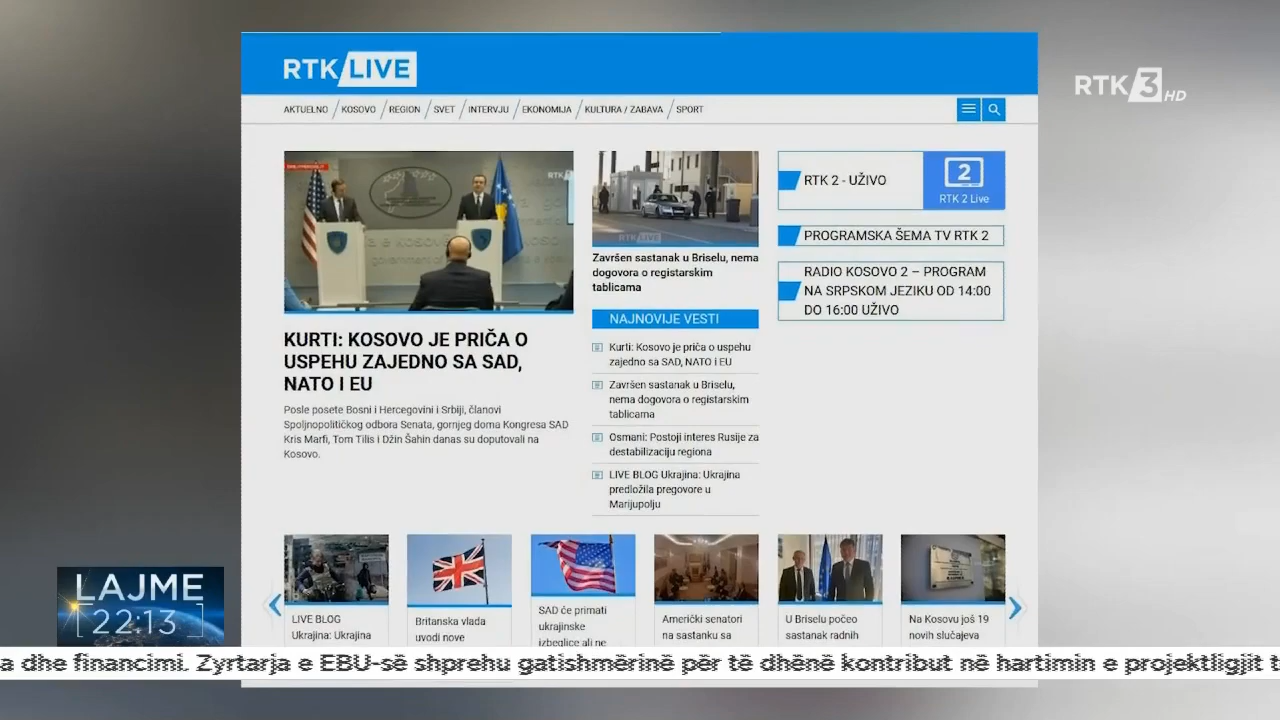 RTK LIVE
RTK 3 HD
AKTUELNO / KOSOVO / REGION / SVET / INTERVJU / EKONOMIJA / KULTURA / ZABAVA / SPORT
KURTI: KOSOVO JE PRIČA O
USPEHU ZAJEDNO SA SAD,
NATO I EU
Posle posete Bosni i Hercegovini i Srbiji, članovi
Spoljnopolitičkog odbora Senata, gornjeg doma Kongresa SAD
Kris Marfi, Tom Tilis i Džin Šahin danas su doputovali na
Kosovo.
RTK LIVE
Završen sastanak u Briselu, nema
dogovora o registarskim
tablicama
NAJNOVIJE VESTI
Kurti: Kosovo je priča o uspehu
zajedno sa SAD, NATO i EU
Završen sastanak u Briselu,
nema dogovora o registarskim
tablicama
Osmani: Postoji interes Rusije za
destabilizaciju regiona
LIVE BLOG Ukrajina: Ukrajina
predložila pregovore u
Marijupolju
RTK 2 - UŽIVO
2
RTK 2 Live
PROGRAMSKA ŠEMA TV RTK 2
RADIO KOSOVO 2 – PROGRAM
NA SRPSKOM JEZIKU OD 14:00
DO 16:00 UŽIVO
LIVE BLOG
Ukrajina: Ukrajina
Britanska vlada
uvodi nove
SAD će primati
ukrajinske
izbeglice ali ne
Američki senatori
na sastanku sa
U Briselu počeo
sastanak radnih
Na Kosovu još 19
novih slučajeva
LAJME
22:13
a dhe financimi. Zyrtarja e EBU-së shprehu gatishmërinë për të dhënë kontribut në hartimin e projektligjit t